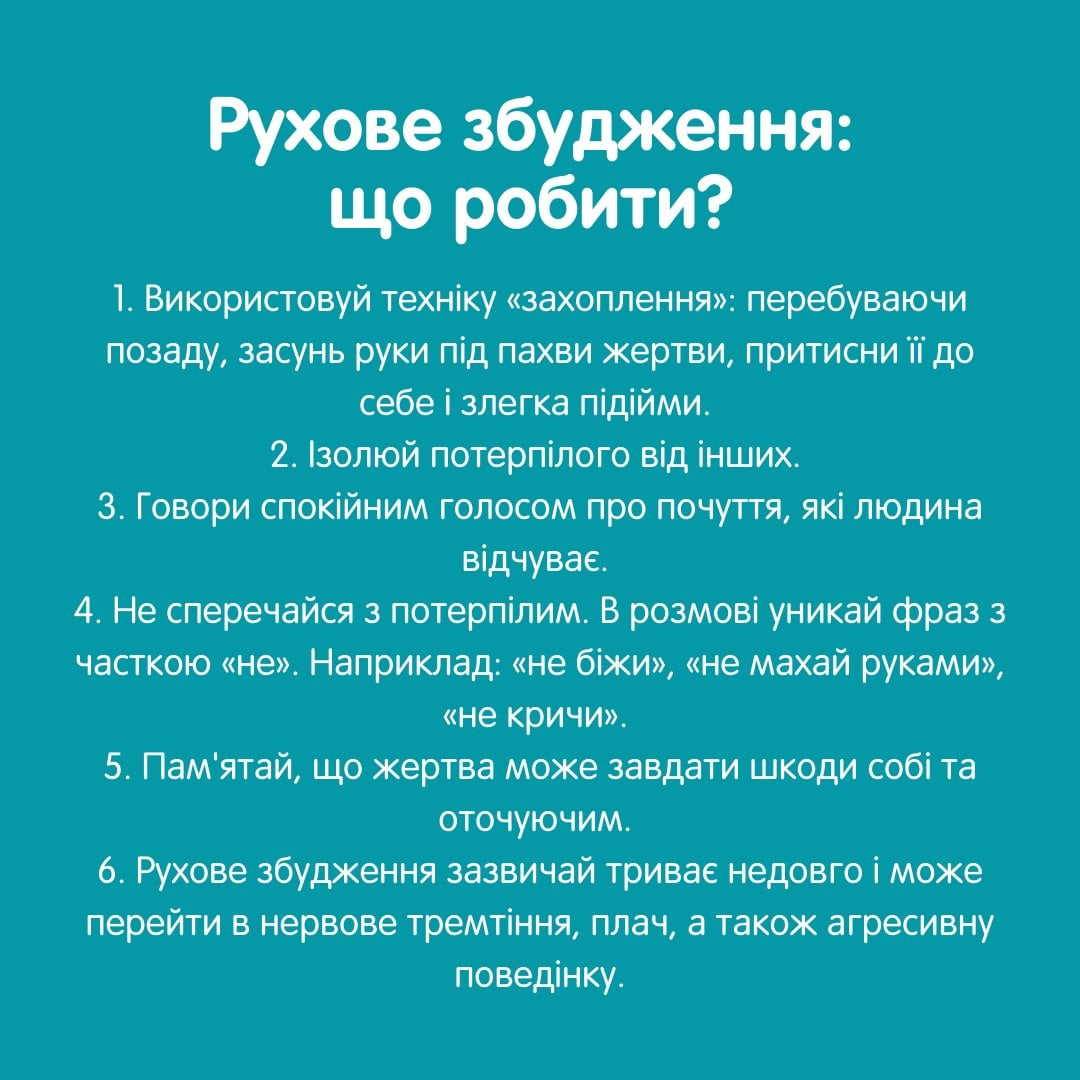 Рухове збудження:
що робити?
1. Використовуй техніку «захоплення»: перебуваючи
позаду, засунь руки під пахви жертви, притисни її до
себе і злегка підійми.
2. Ізолюй потерпілого від інших.
3. Говори спокійним голосом про почуття, які людина
відчуває.
4. Не сперечайся з потерпілим. В розмові уникай фраз з
часткою «не». Наприклад: «не біжи», «не махай руками»,
«не кричи».
5. Пам'ятай, що жертва може завдати шкоди собі та
оточуючим.
6. Рухове збудження зазвичай триває недовго і може
перейти в нервове тремтіння, плач, а також агресивну
поведінку.